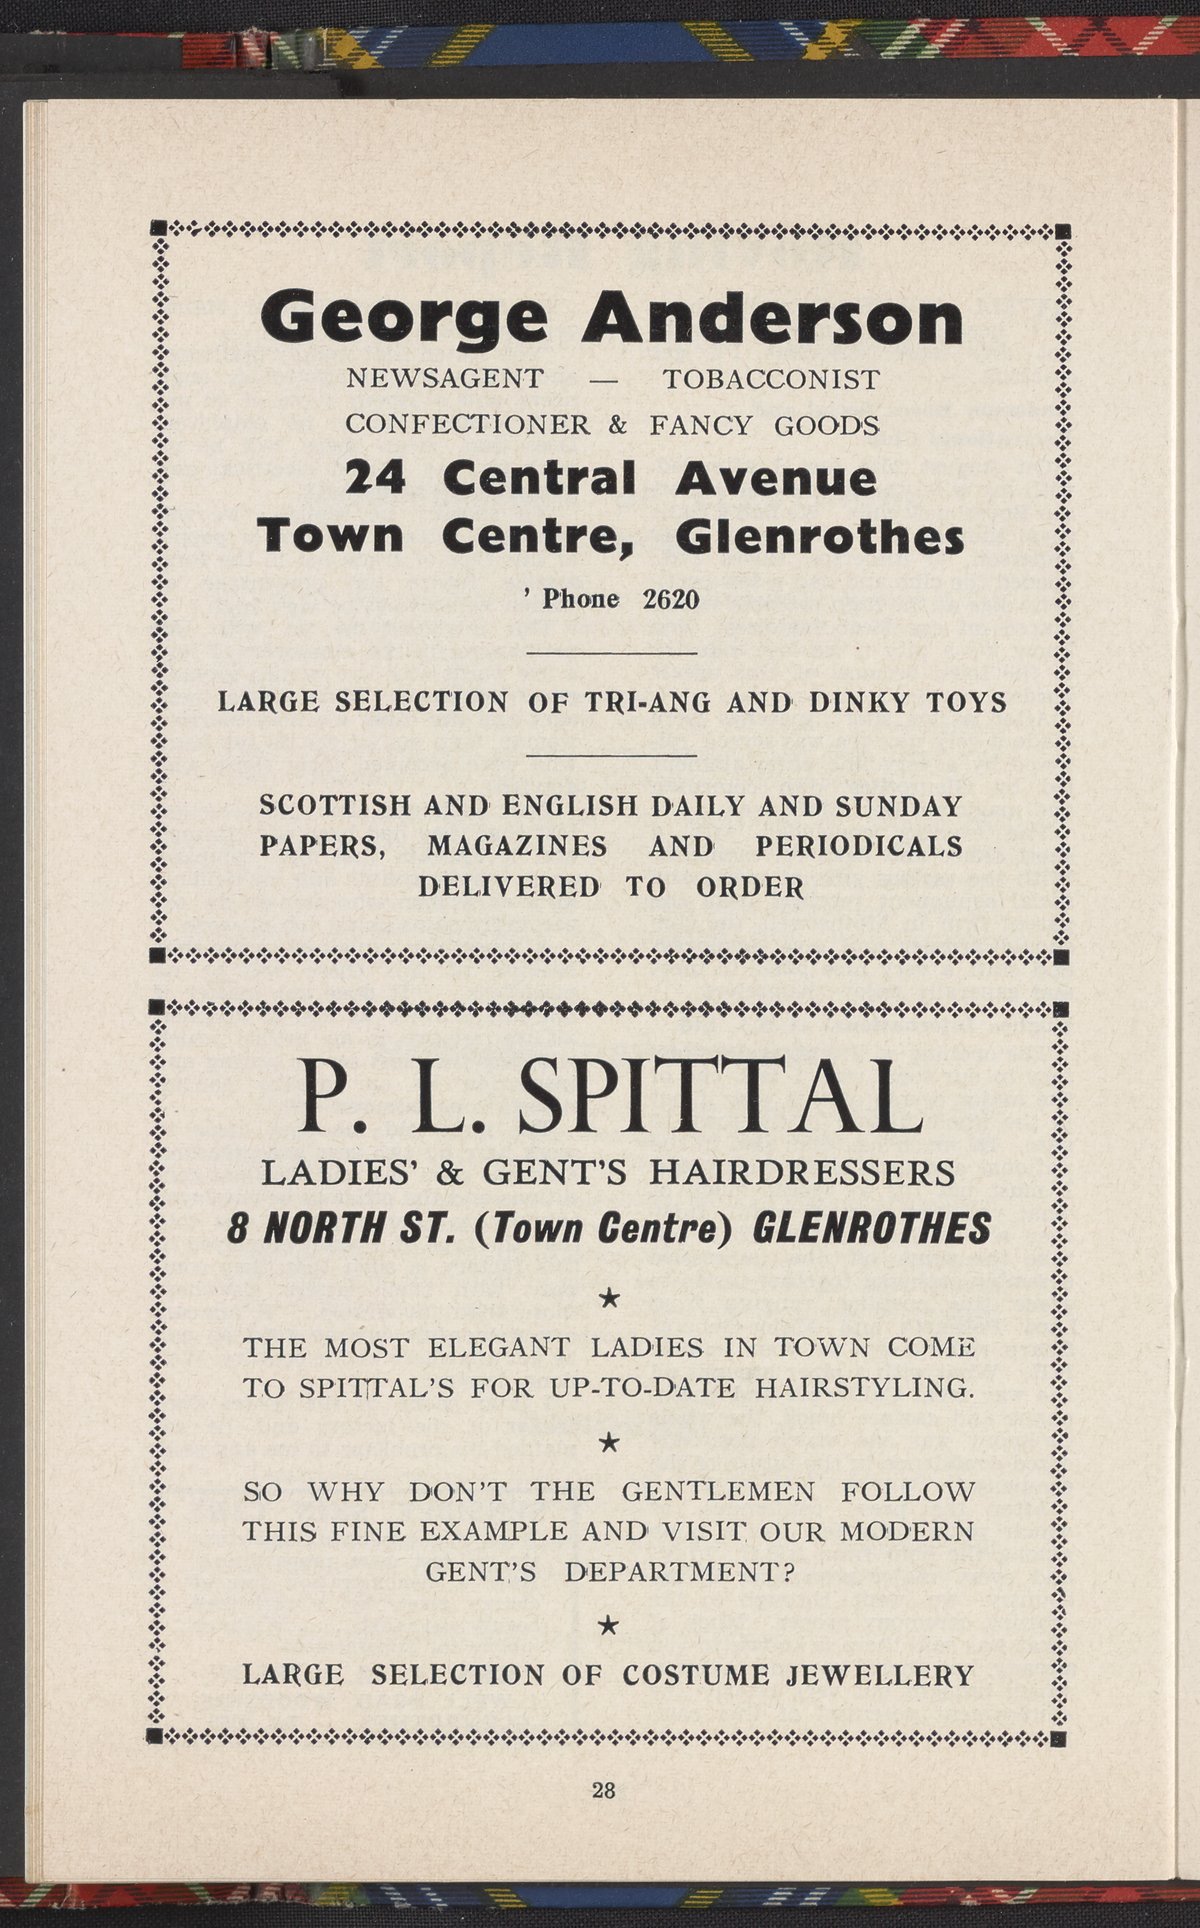 George Anderson
NEWSAGENT — TOBACCONIST
CONFECTIONER & FANCY GOODS
24 Central Avenue
Town Centre, Glenrothes
’ Phone 2620
LARGE SELECTION OF TRI-ANG AND DINKY TOYS
SCOTTISH AND ENGLISH DAILY AND SUNDAY
PAPERS, MAGAZINES AND PERIODICALS
DELIVERED TO ORDER
P. L. SPITTAL
LADIES’ & GENT’S HAIRDRESSERS
8 NORTH ST. (Town Centre) GLENROTHES
★
THE MOST ELEGANT LADIES IN TOWN COME
TO SPITTAL’S FOR UP-TO-DATE HAIRSTYLING.
★
SO WHY DON’T THE GENTLEMEN FOLLOW
THIS FINE EXAMPLE AND VISIT OUR MODERN
GENT’S DEPARTMENT?
★
LARGE SELECTION OF COSTUME JEWELLERY
28